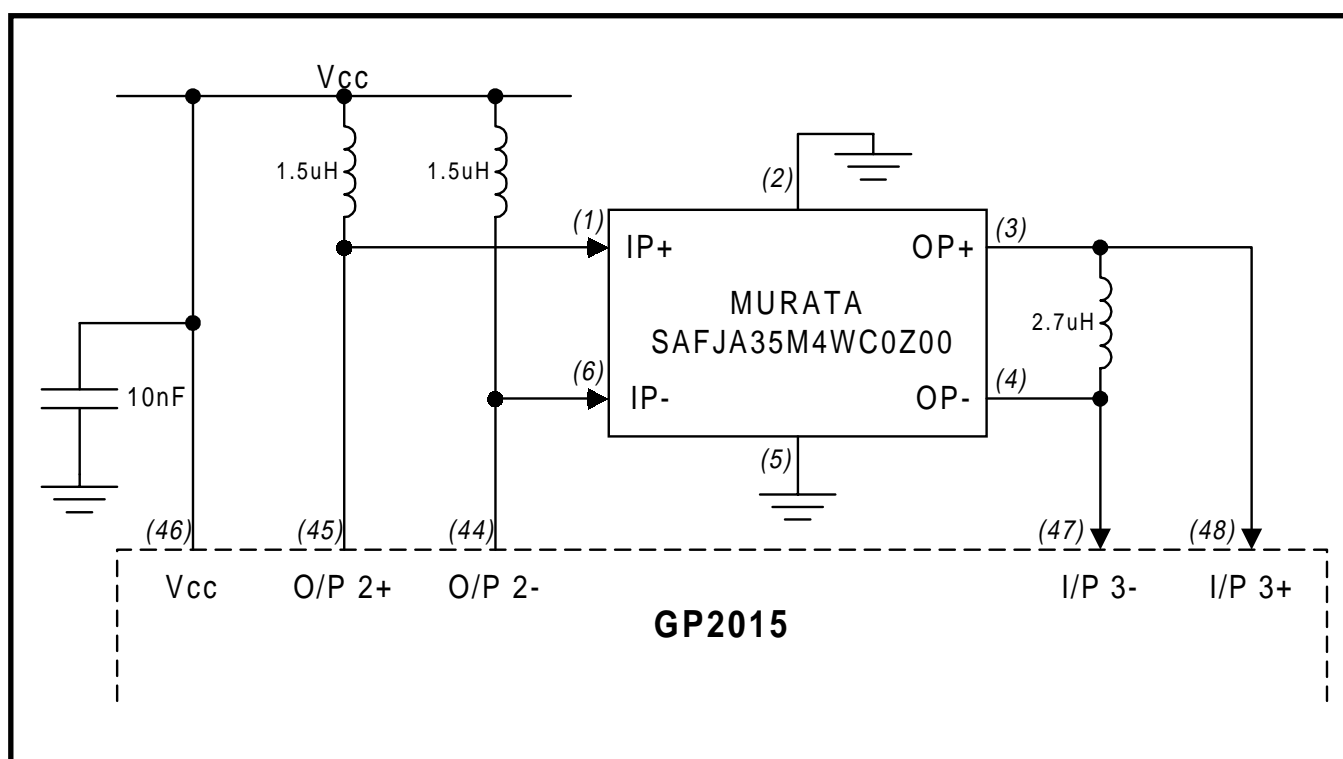 Vcc
1.5uH
1.5uH
(2)
(1)
(3)
IP+
OP+
MURATA
SAFJA35M4WC0Z00
2.7uH
10nF
(6)
(4)
IP-
OP-
(5)
(46)
(45)
(44)
(47)
(48)
Vcc
O/P 2+
O/P 2-
I/P 3-
I/P 3+
GP2015